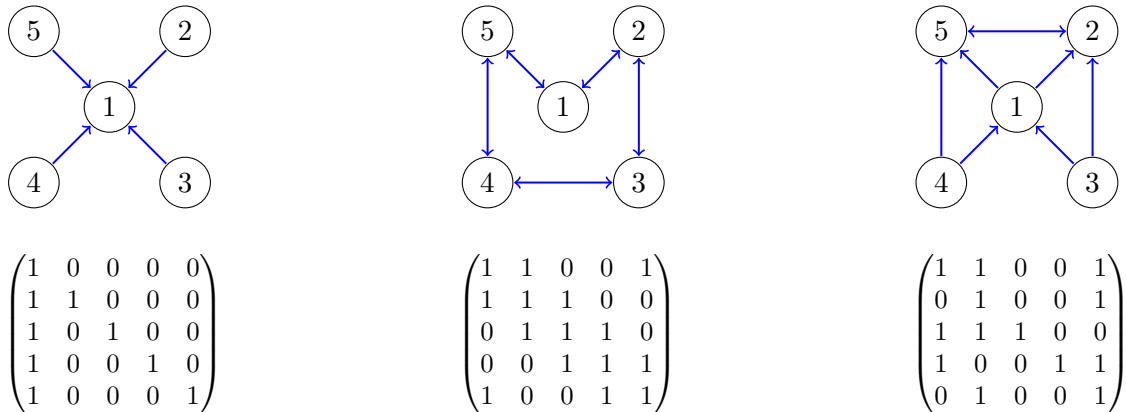 5 2 5 2 5 2
1 1 1
4 3 4 3 4 3
1 0 0 0 0 1 1 0 0 1 1 1 0 0 1
1 1 0 0 0 1 1 1 0 0 0 1 0 0 1
1 0 1 0 0 0 1 1 1 0 1 1 1 0 0
1 0 0 1 0 0 0 1 1 1 1 0 0 1 1
1 0 0 0 1 1 0 0 1 1 0 1 0 0 1